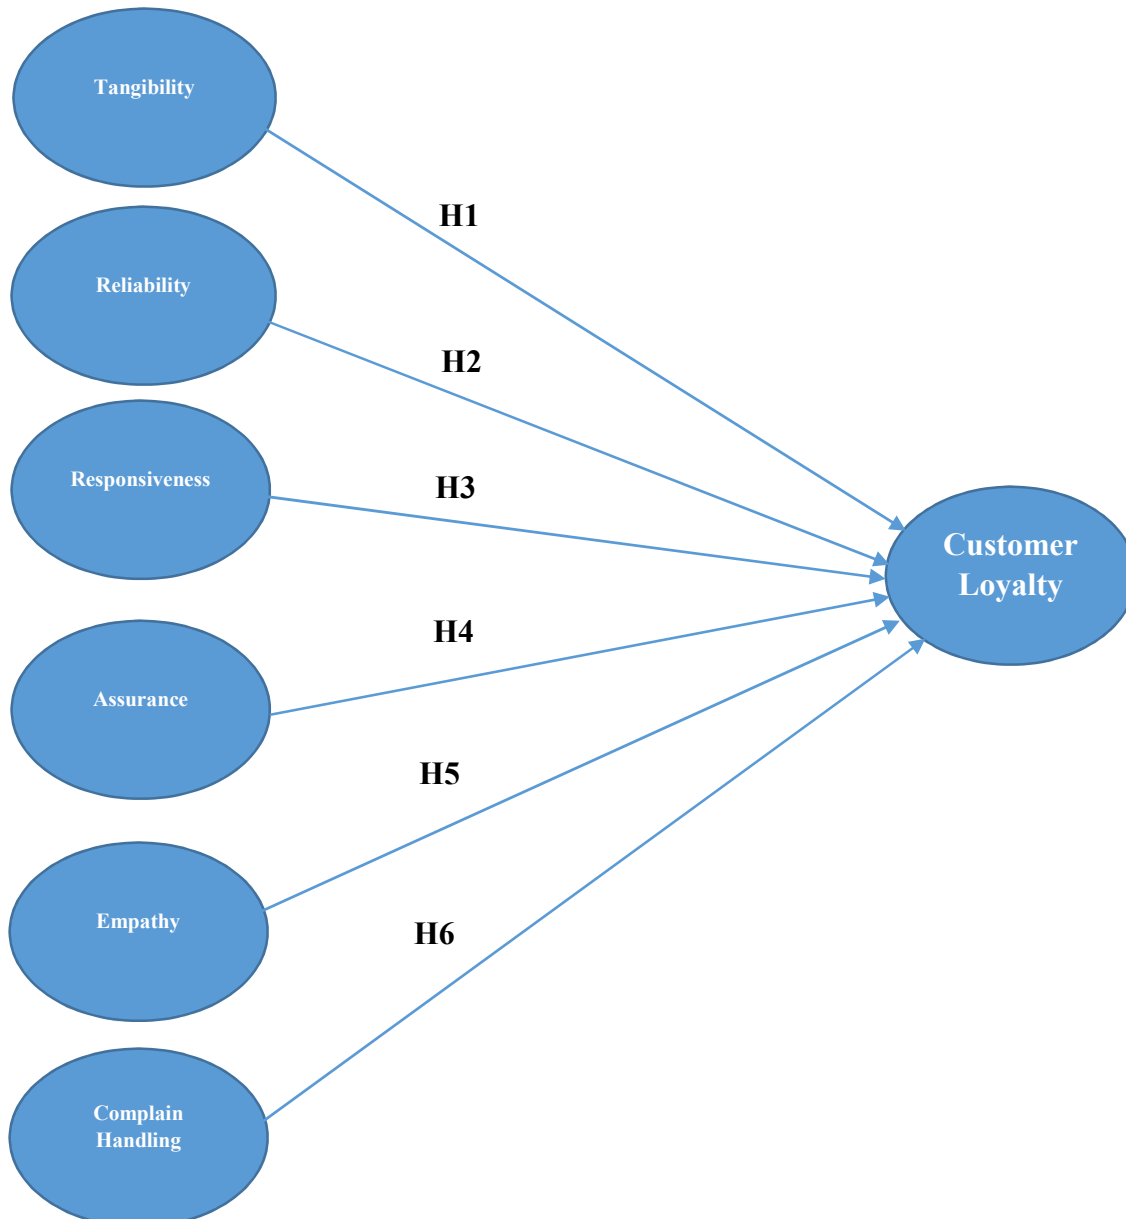 Tangibility
H1
Reliability
H2
Responsiveness
H3
Customer
Loyalty
H4
Assurance
H5
Empathy
H6
Complain
Handling